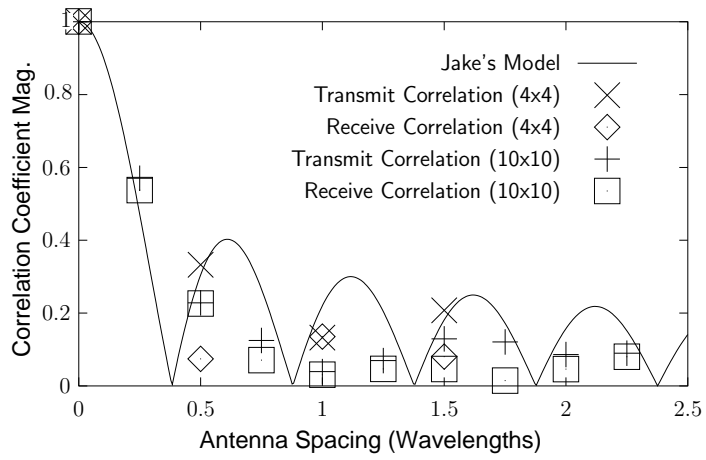 1
0.8
0.6
0.4
0.2
0
0
0.5
1
1.5
2
2.5
Correlation Coefficient Mag.
Antenna Spacing (Wavelengths)
Jake's Model
Transmit Correlation (4x4)
Receive Correlation (4x4)
Transmit Correlation (10x10)
Receive Correlation (10x10)